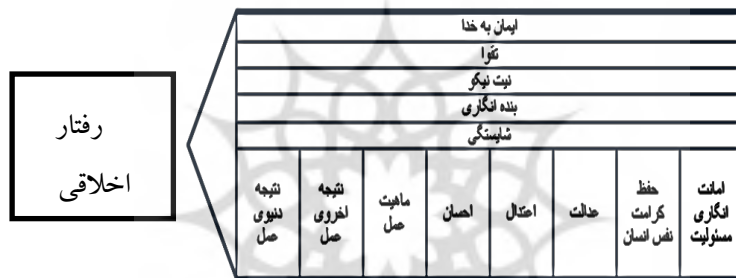 ایمان به خدا
تقوا
نیت نیکو
بنده انگاری
شایستگی
امانت
انگاری
مسئولیت
حفظ
کرامت
نفس انسان
عدالت
اعتدال
احسان
ماهیت
عمل
نتیجه
اخروی
عمل
نتیجه
دنیوی
عمل
رفتار
اخلاقی